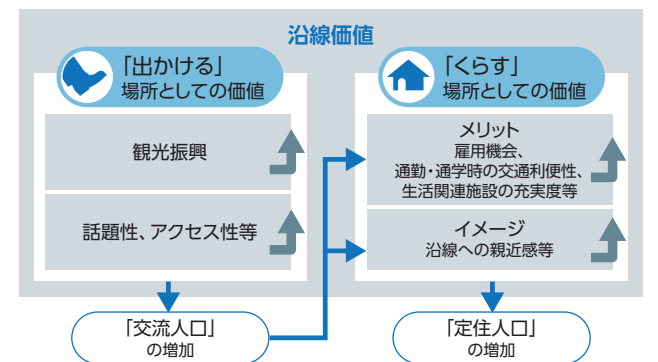 沿線価値
「出かける」
場所としての価値
観光振興
話題性、アクセス性等
「交流人口」
の増加
「くらす」
場所としての価値
メリット
雇用機会、
通勤・通学時の交通利便性、
生活関連施設の充実度等
イメージ
沿線への親近感等
「定住人口」
の増加